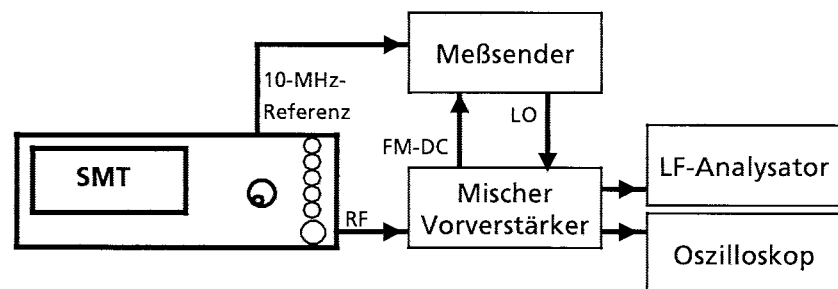 Meßsender
10-MHz-
Referenz
LO
FM-DC
SMT
LF-Analysator
Mischer
Vorverstärker
RF
Oszilloskop